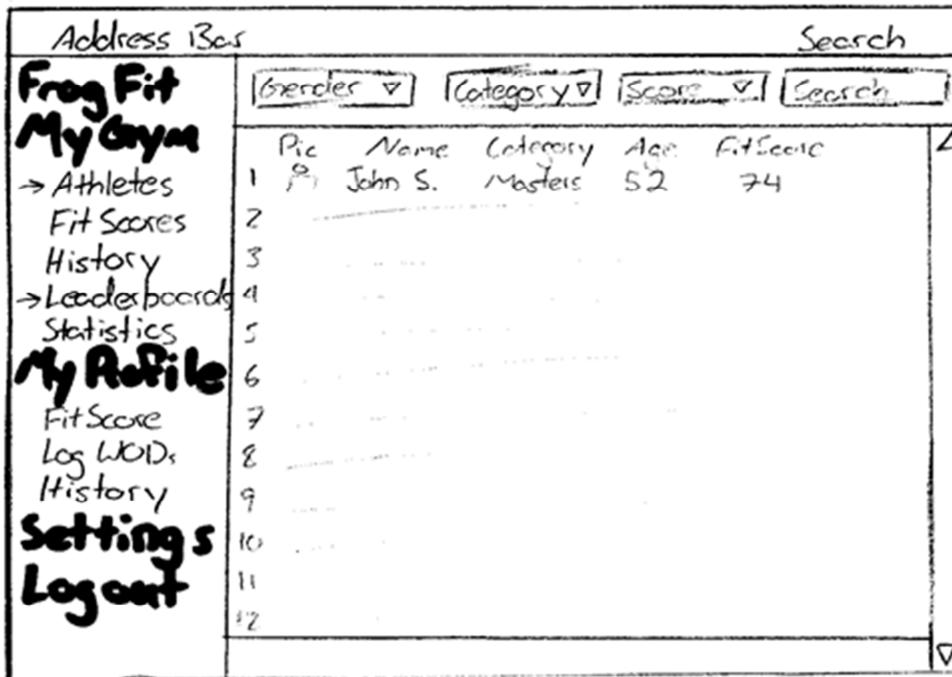 Address Bar Search
Frog Fit
My Gym
→ Athletes
Fit Scores
History
→ Leaderboards
Statistics
My Profile
Fit Score
Log WODs
History
Settings
Log out
Gender Category Score Search
Pic Name Category Age FitScore
1 John S. Masters 52 74
2
3
4
5
6
7
8
9
10
11
12